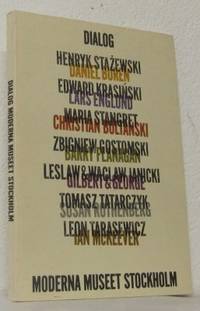 DIALOG
HENRYK STAŻEWSKI
DANIEL BUREN
EDWARD KRASIŃSKI
LARS ENGLUND
MARIA STANGRET
CHRISTIAN BOLTANSKI
ZBIGNIEW GOSTOMSKI
BARRY FLANAGAN
LESŁAW & WACŁAW JANICKI
GILBERT & GEORGE
TOMASZ TATARCZYK
SUSAN ROTHENBERG
LEON TARASEWICZ
IAN MCKEEVER
MODERNA MUSEET STOCKHOLM
DIALOG MODERNA MUSEET STOCKHOLM